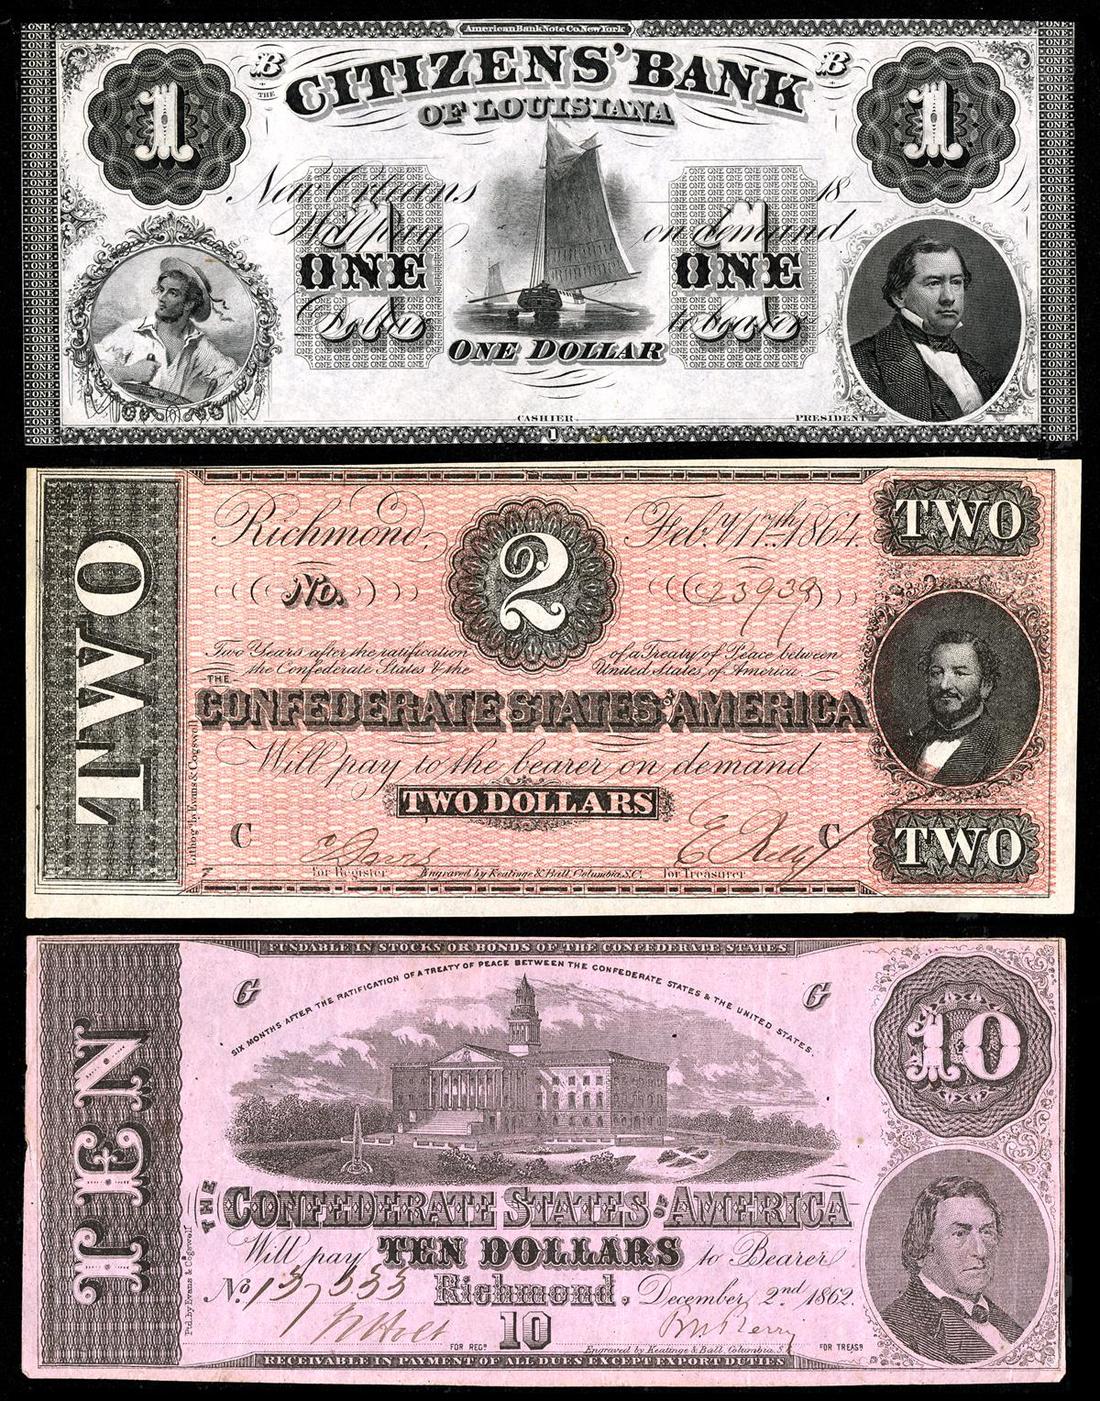 American Bank Note Co. New York
B B
1 THE CITIZENS' BANK 1
OF LOUISIANA
New Orleans 18
Will pay on demand
ONE ONE
Dollar to bearer
ONE DOLLAR
CASHIER. PRESIDENT
1
TWO
Richmond, Feb.y 17th 1864.
2
TWO
No. 23939
Two Years after the ratification of a Treaty of Peace between
the Confederate States & the United States of America
THE
CONFEDERATE STATES OF AMERICA
Will pay to the bearer on demand
TWO DOLLARS
C C
TWO
For Register Engraved by Keatinge & Ball, Columbia, S.C. for Treasurer
Lithog'd by Evans & Cogswell
FUNDABLE IN STOCKS OR BONDS OF THE CONFEDERATE STATES
G G
SIX MONTHS AFTER THE RATIFICATION OF A TREATY OF PEACE BETWEEN THE CONFEDERATE STATES & THE UNITED STATES.
10
TEN
THE CONFEDERATE STATES OF AMERICA
Will pay TEN DOLLARS to Bearer
Richmond, December 2nd 1862.
No.
10
FOR REGR. Engraved by Keatinge & Ball, Columbia, S.C. FOR TREASR.
Ptd. by Evans & Cogswell
RECEIVABLE IN PAYMENT OF ALL DUES EXCEPT EXPORT DUTIES